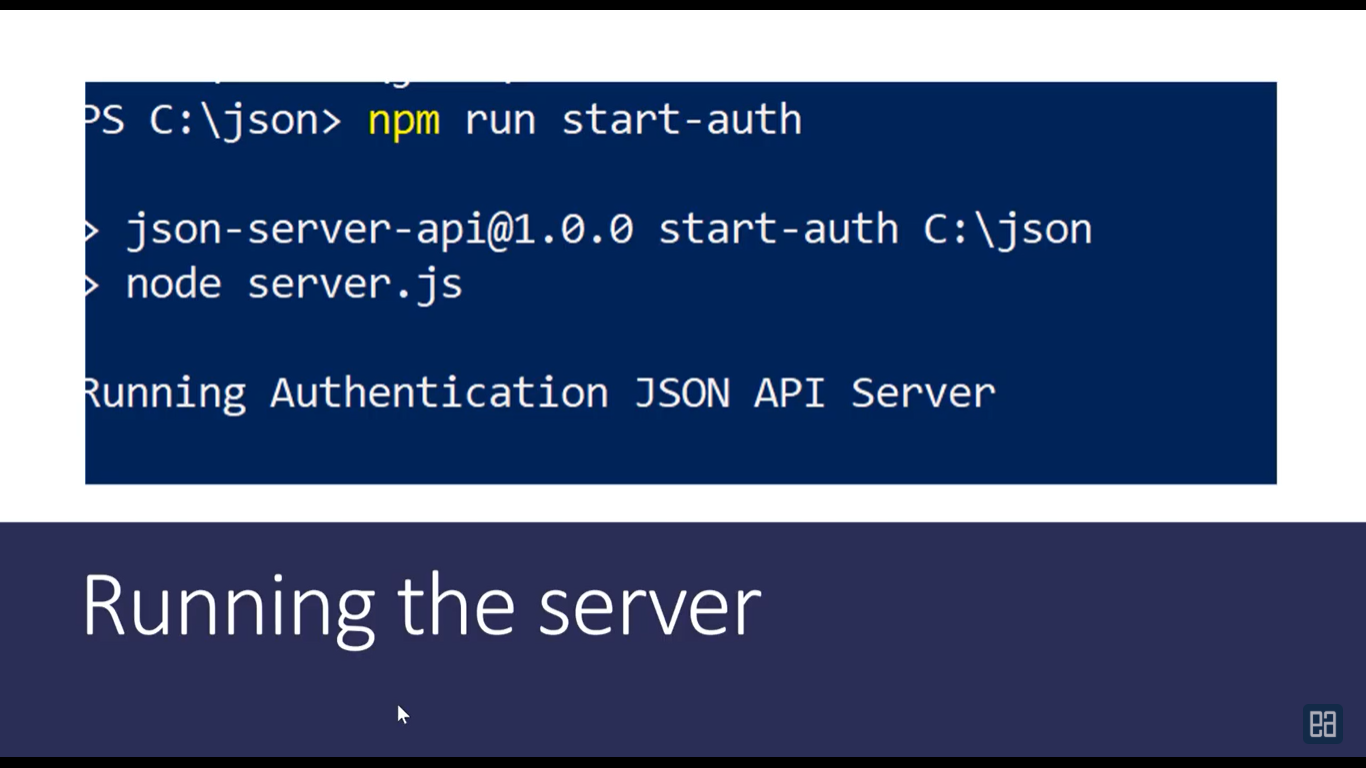 PS C:\json> npm run start-auth
> json-server-api@1.0.0 start-auth C:\json
> node server.js
Running Authentication JSON API Server
Running the server
ea